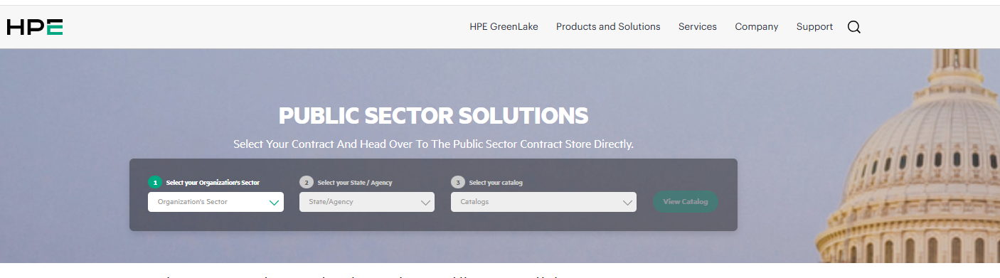 HPE
HPE GreenLake Products and Solutions Services Company Support
PUBLIC SECTOR SOLUTIONS
Select Your Contract And Head Over To The Public Sector Contract Store Directly.
1 Select your Organization's Sector 2 Select your State / Agency 3 Select your catalog
Organization's Sector State/Agency Catalogs View Catalog